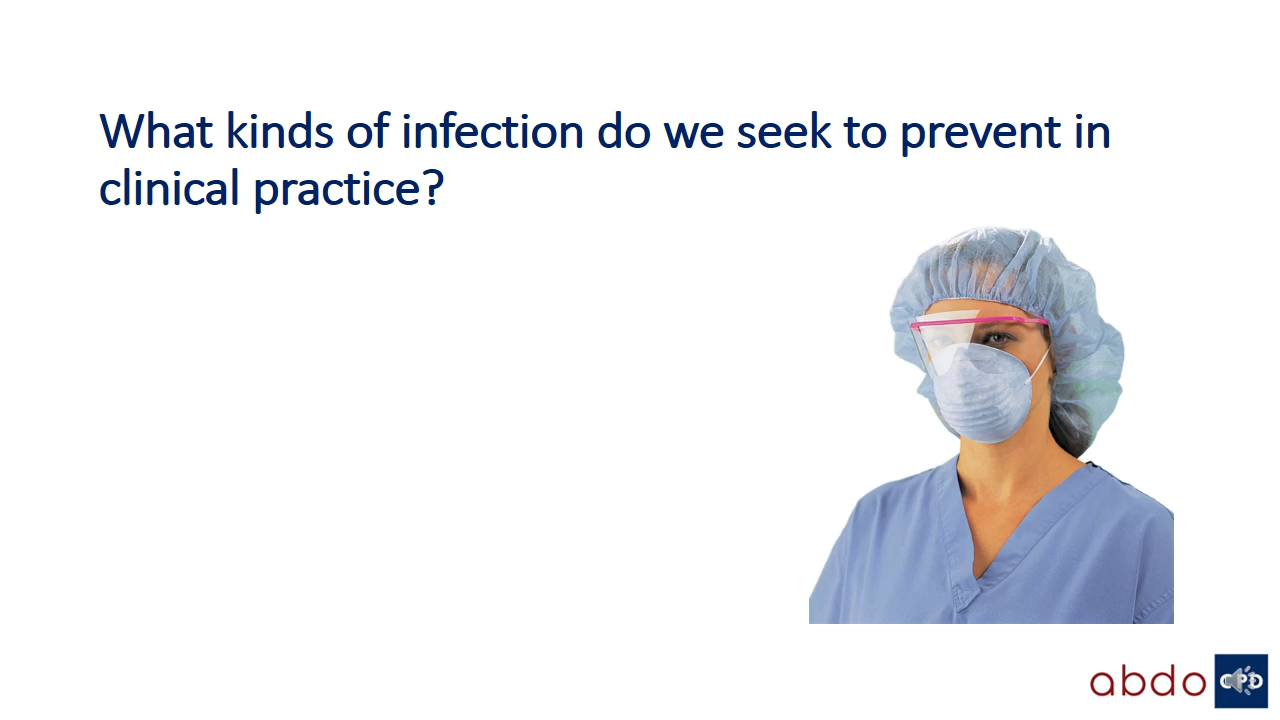 What kinds of infection do we seek to prevent in
clinical practice?
abdo CPD